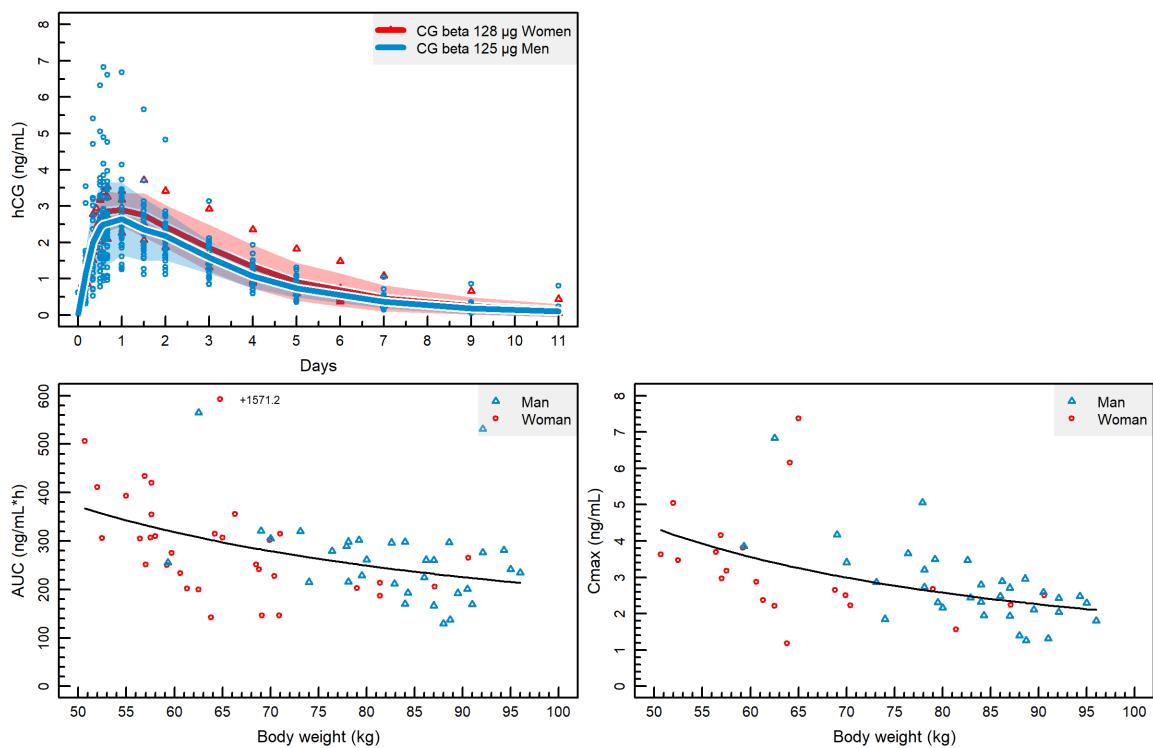 8
7
6
5
4
3
2
1
0
hCG (ng/mL)
CG beta 128 µg Women
CG beta 125 µg Men
0 1 2 3 4 5 6 7 8 9 10 11
Days
600
500
400
300
200
100
0
AUC (ng/mL*h)
+1571.2
Man
Woman
50 55 60 65 70 75 80 85 90 95 100
Body weight (kg)
8
7
6
5
4
3
2
1
0
Cmax (ng/mL)
Man
Woman
50 55 60 65 70 75 80 85 90 95 100
Body weight (kg)